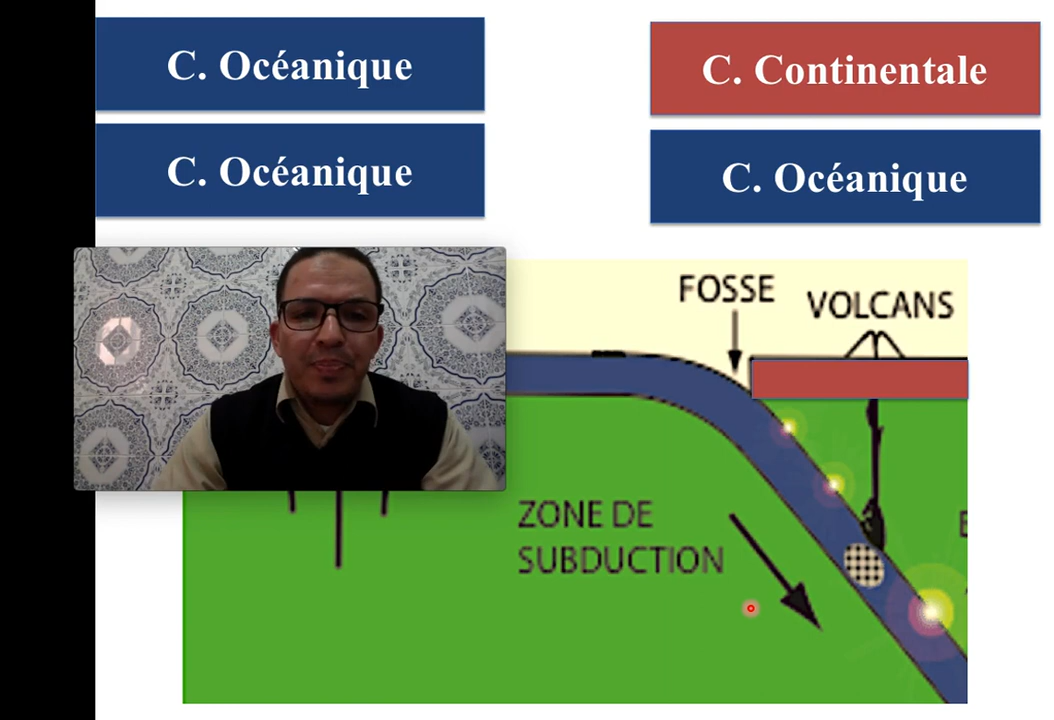 C. Océanique
C. Continentale
C. Océanique
C. Océanique
FOSSE
VOLCANS
ZONE DE
SUBDUCTION